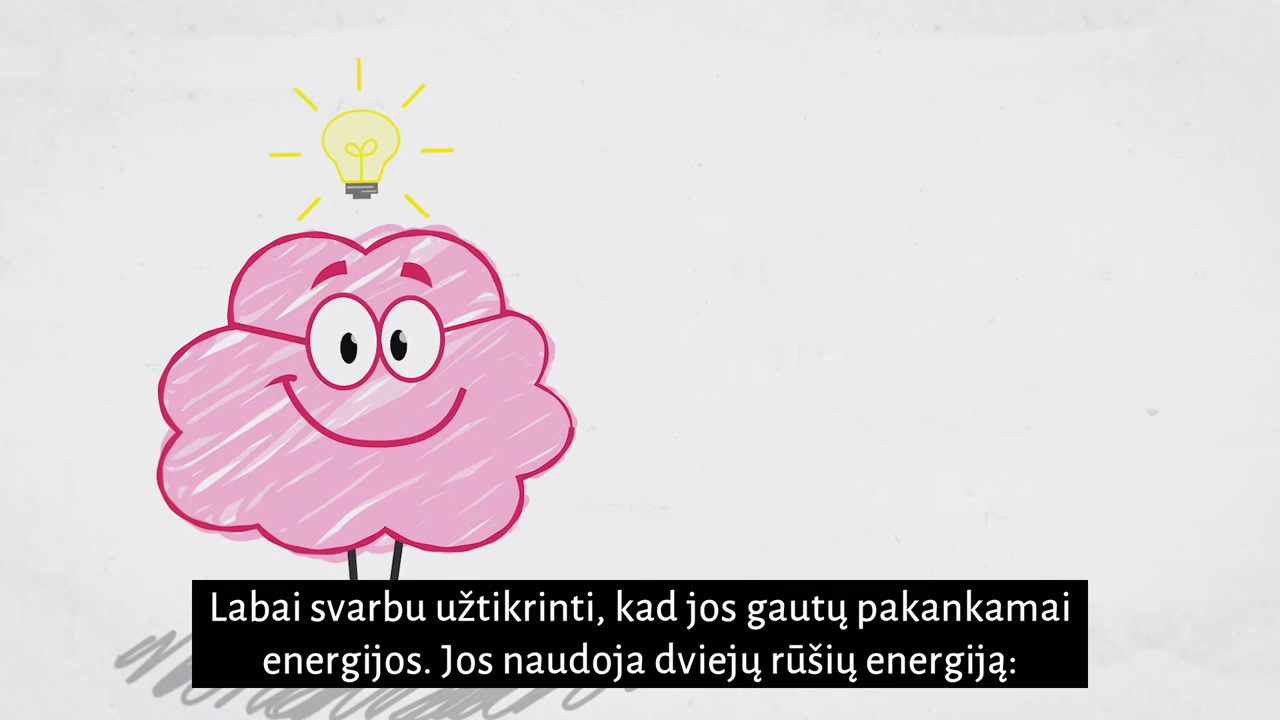 Labai svarbu užtikrinti, kad jos gautų pakankamai
energijos. Jos naudoja dviejų rūšių energiją: